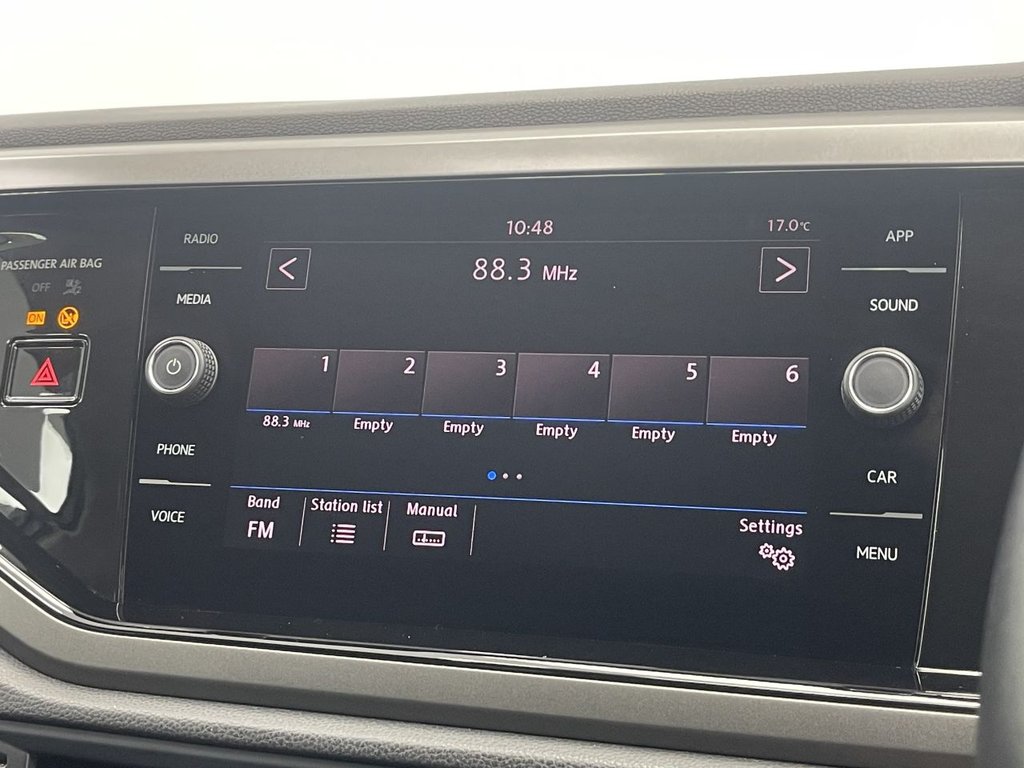 PASSENGER AIR BAG
OFF
ON
RADIO
MEDIA
PHONE
VOICE
10:48
17.0°C
88.3 MHz
1 2 3 4 5 6
88.3 MHz Empty Empty Empty Empty Empty
Band Station list Manual Settings
FM
APP
SOUND
CAR
MENU